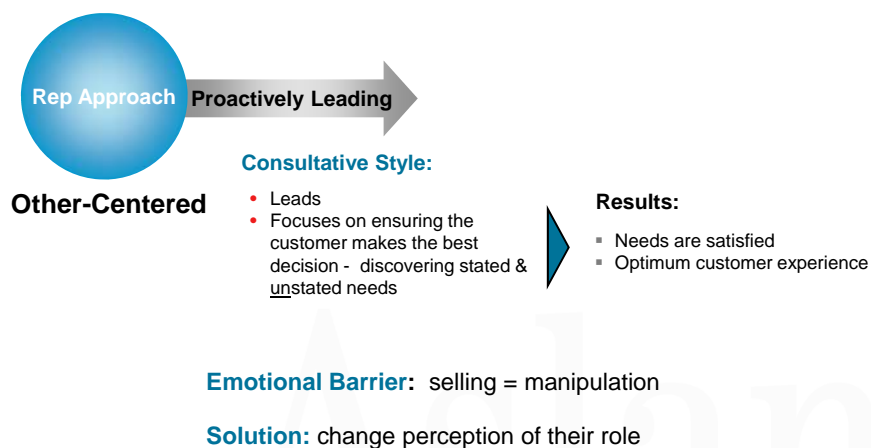 Rep Approach
Proactively Leading
Other-Centered
Consultative Style:
• Leads
• Focuses on ensuring the
customer makes the best
decision - discovering stated &
unstated needs
Results:
▪ Needs are satisfied
▪ Optimum customer experience
Emotional Barrier: selling = manipulation
Solution: change perception of their role